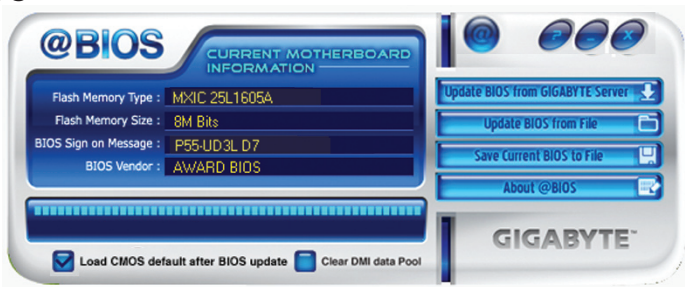 @BIOS
CURRENT MOTHERBOARD
INFORMATION
Flash Memory Type : MXIC 25L1605A
Flash Memory Size : 8M Bits
BIOS Sign on Message : P55-UD3L D7
BIOS Vendor : AWARD BIOS
Load CMOS default after BIOS update
Clear DMI data Pool
@
? _ X
Update BIOS from GIGABYTE Server
Update BIOS from File
Save Current BIOS to File
About @BIOS
GIGABYTE™